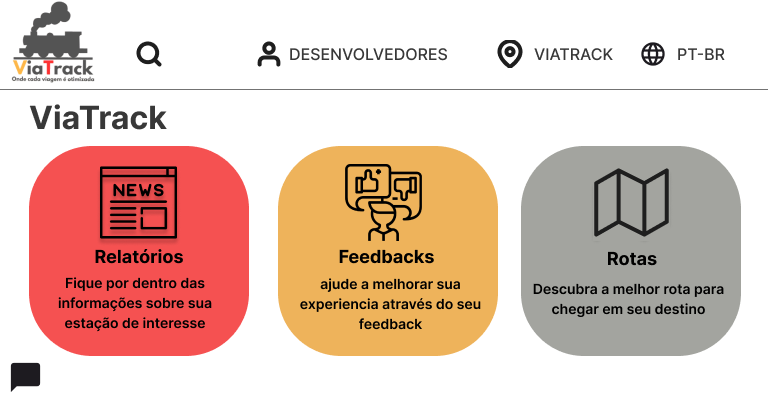 ViaTrack
Onde cada viagem é otimizada
DESENVOLVEDORES
VIATRACK
PT-BR
ViaTrack
NEWS
Relatórios
Fique por dentro das
informações sobre sua
estação de interesse
Feedbacks
ajude a melhorar sua
experiencia através do seu
feedback
Rotas
Descubra a melhor rota para
chegar em seu destino